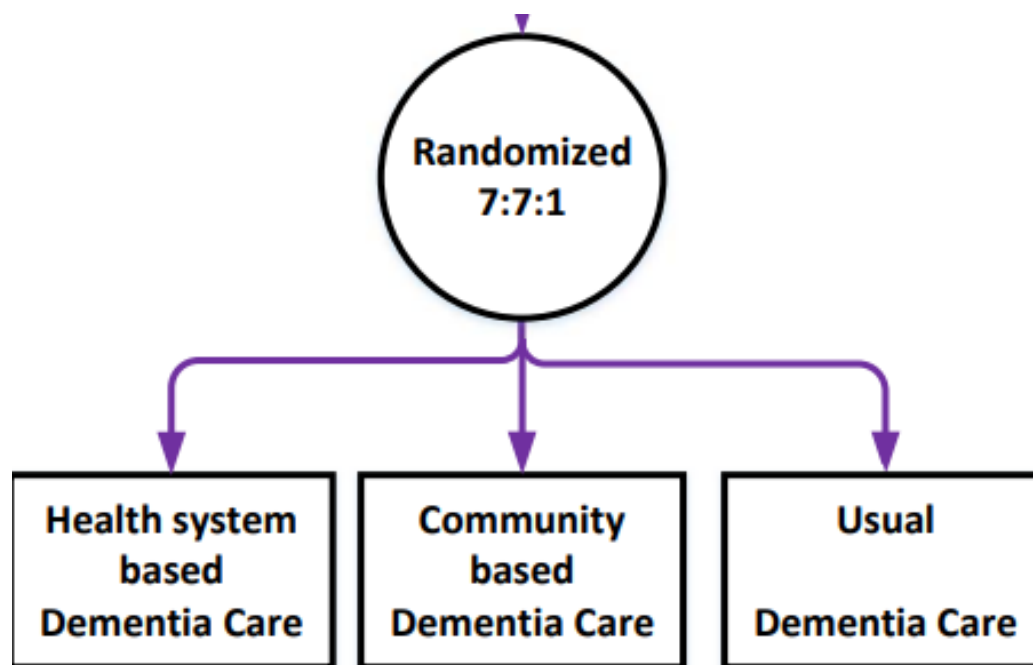 Randomized
7:7:1
Health system
based
Dementia Care
Community
based
Dementia Care
Usual
Dementia Care